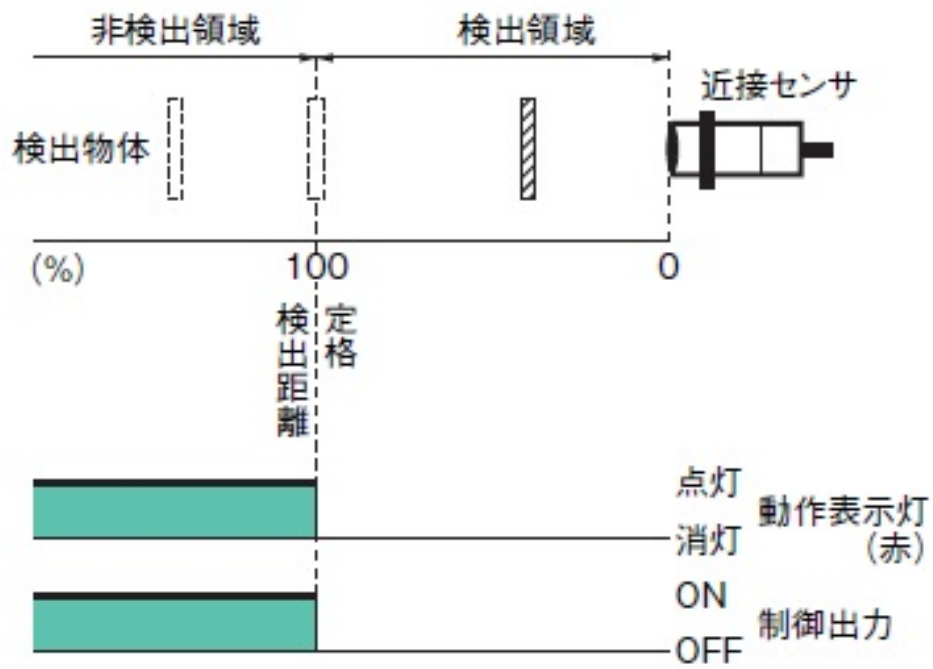 非検出領域
検出領域
近接センサ
検出物体
(%)
100
0
定格
検出距離
点灯
消灯
動作表示灯
(赤)
ON
OFF
制御出力